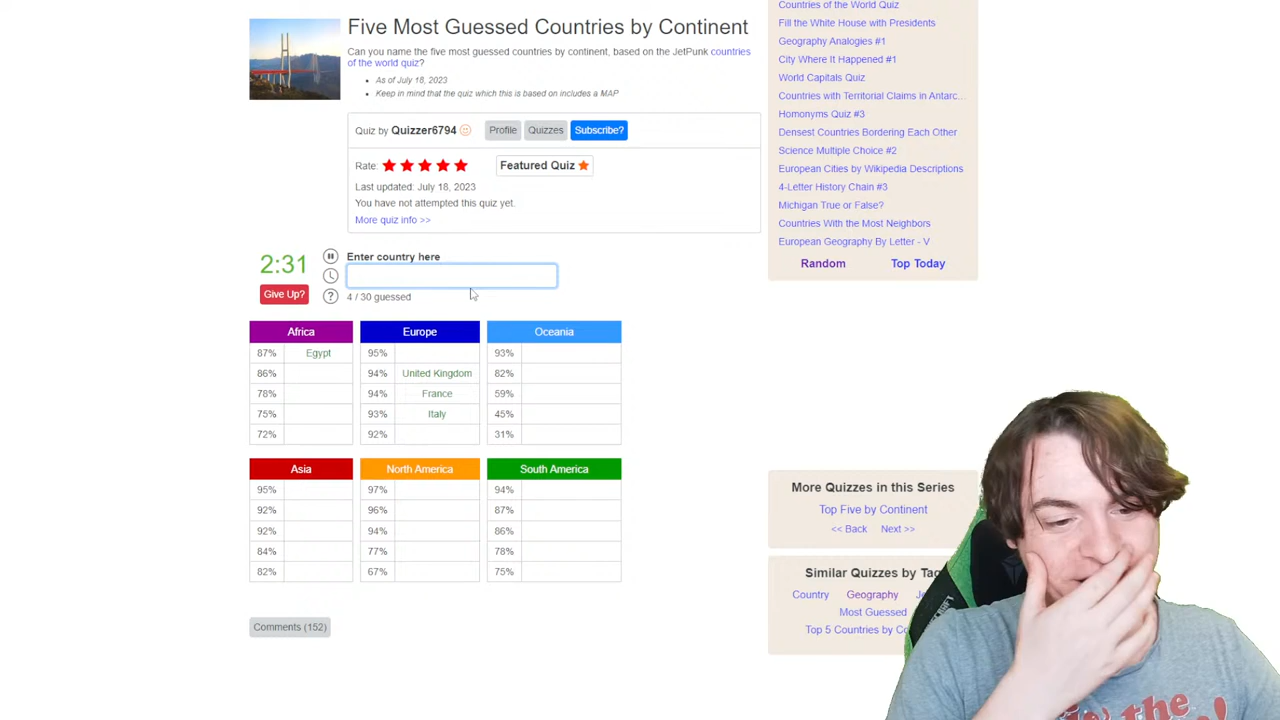 Five Most Guessed Countries by Continent
Can you name the five most guessed countries by continent, based on the JetPunk countries
of the world quiz?
As of July 18, 2023
Keep in mind that the quiz which this is based on includes a MAP
Quiz by Quizzer6794
Profile
Quizzes
Subscribe?
Rate:
Featured Quiz
Last updated: July 18, 2023
You have not attempted this quiz yet.
More quiz info >>
2:31
Give Up?
Enter country here
4 / 30 guessed
Africa
87% Egypt
86%
78%
75%
72%
Europe
95%
94% United Kingdom
94% France
93% Italy
92%
Oceania
93%
82%
59%
45%
31%
Asia
95%
92%
92%
84%
82%
North America
97%
96%
94%
77%
67%
South America
94%
87%
86%
78%
75%
Comments (152)
Countries of the World Quiz
Fill the White House with Presidents
Geography Analogies #1
City Where It Happened #1
World Capitals Quiz
Countries with Territorial Claims in Antarc...
Homonyms Quiz #3
Densest Countries Bordering Each Other
Science Multiple Choice #2
European Cities by Wikipedia Descriptions
4-Letter History Chain #3
Michigan True or False?
Countries With the Most Neighbors
European Geography By Letter - V
Random
Top Today
More Quizzes in this Series
Top Five by Continent
<< Back
Next >>
Similar Quizzes by Tag
Country
Geography
Most Guessed
Top 5 Countries by